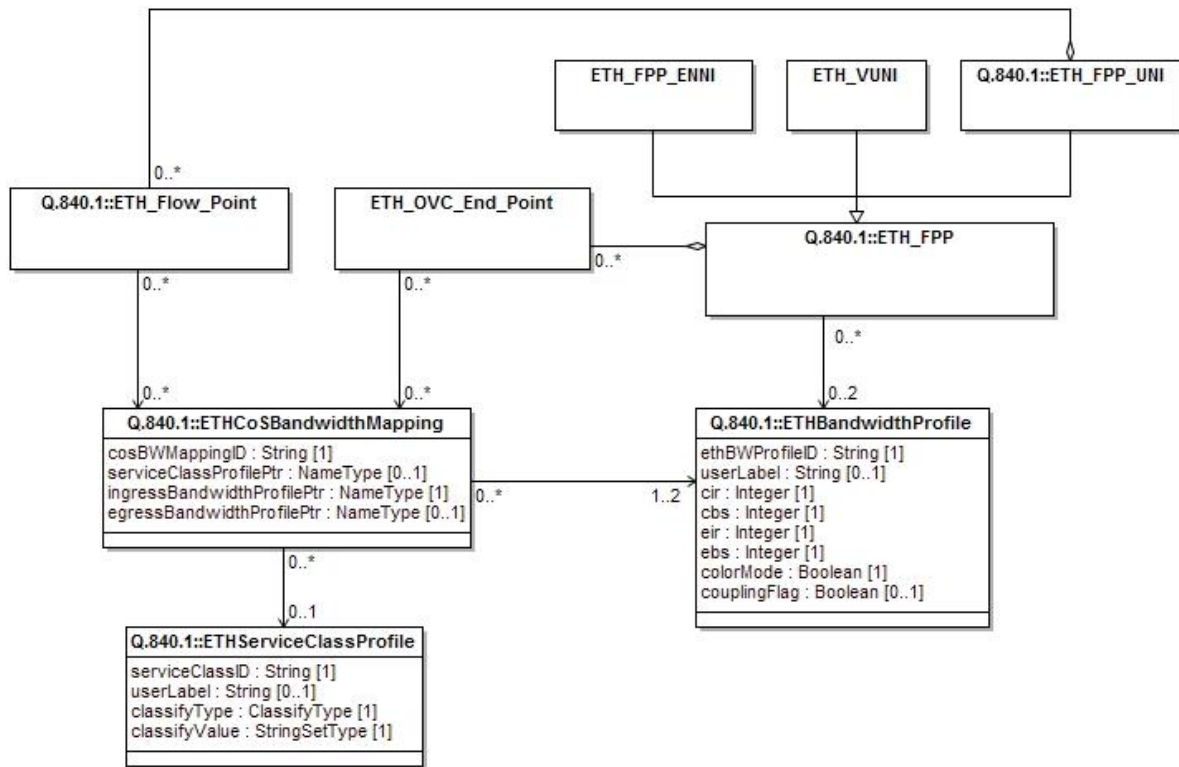 ETH_FPP_ENNI
ETH_VUNI
Q.840.1::ETH_FPP_UNI
0..*
Q.840.1::ETH_Flow_Point
ETH_OVC_End_Point
Q.840.1::ETH_FPP
0..*
0..*
0..*
0..*
0..*
0..*
0..2
Q.840.1::ETHCoSBandwidthMapping
cosBWMappingID : String [1]
serviceClassProfilePtr : NameType [0..1]
ingressBandwidthProfilePtr : NameType [1]
egressBandwidthProfilePtr : NameType [0..1]
0..*
1..2
Q.840.1::ETHBandwidthProfile
ethBWProfileID : String [1]
userLabel : String [0..1]
cir : Integer [1]
cbs : Integer [1]
eir : Integer [1]
ebs : Integer [1]
colorMode : Boolean [1]
couplingFlag : Boolean [0..1]
0..*
0..1
Q.840.1::ETHServiceClassProfile
serviceClassID : String [1]
userLabel : String [0..1]
classifyType : ClassifyType [1]
classifyValue : StringSetType [1]